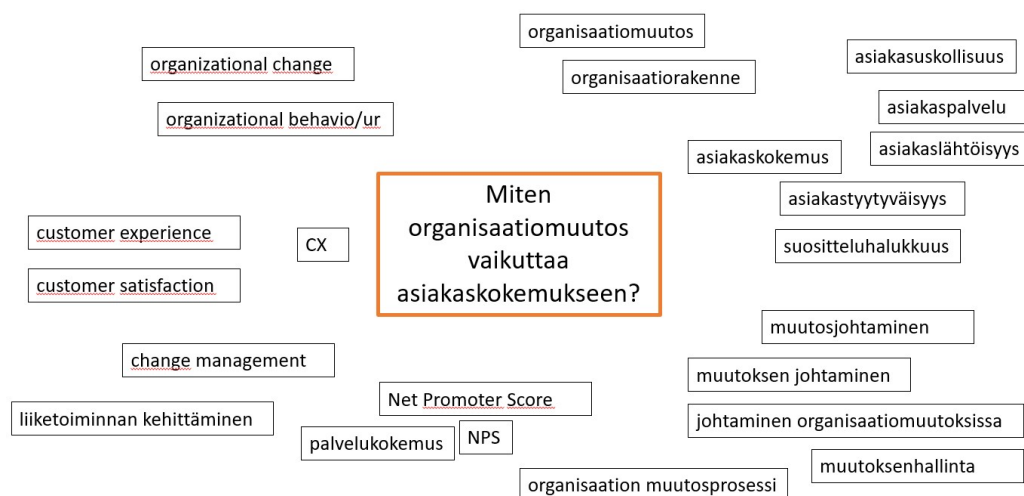 organisaatiomuutos
organizational change
asiakasuskollisuus
organisaatiorakenne
asiakaspalvelu
organizational behavio/ur
asiakaslähtöisyys
asiakaskokemus
Miten
organisaatiomuutos
vaikuttaa
asiakaskokemukseen?
asiakastyytyväisyys
customer experience
CX
suositteluhalukkuus
customer satisfaction
muutosjohtaminen
change management
muutoksen johtaminen
Net Promoter Score
liiketoiminnan kehittäminen
johtaminen organisaatiomuutoksissa
palvelukokemus
NPS
muutoksenhallinta
organisaation muutosprosessi